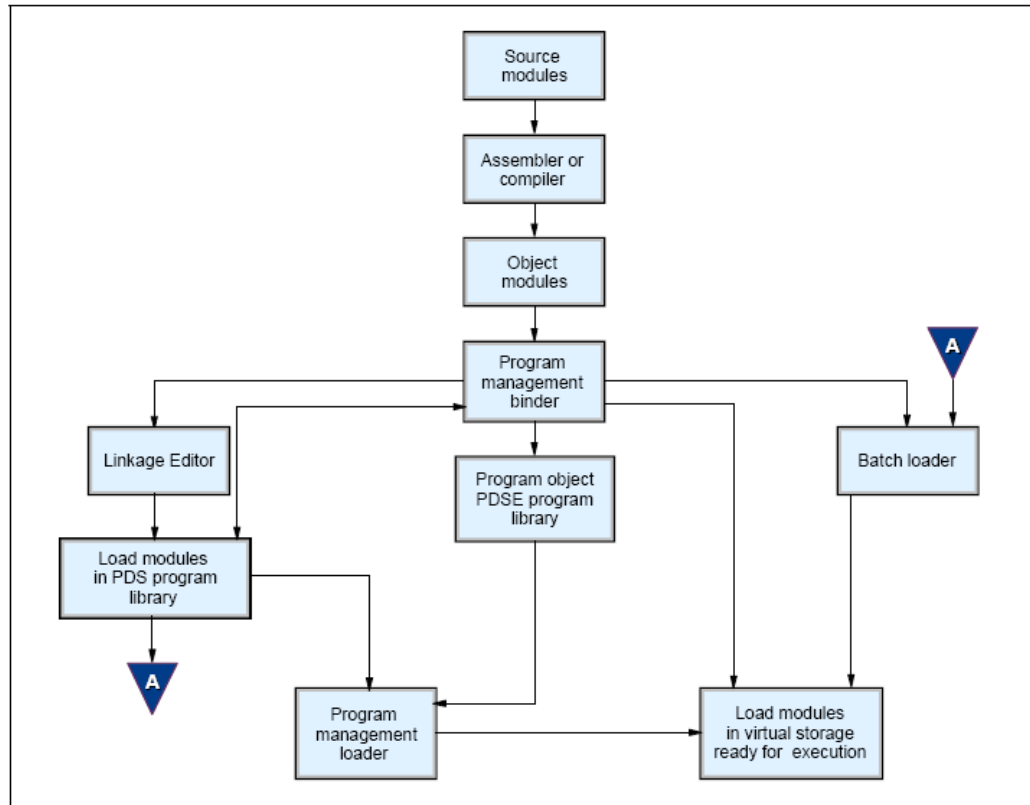 Source
modules
Assembler or
compiler
Object
modules
A
Program
management
binder
Linkage Editor
Program object
PDSE program
library
Batch loader
Load modules
in PDS program
library
A
Program
management
loader
Load modules
in virtual storage
ready for execution